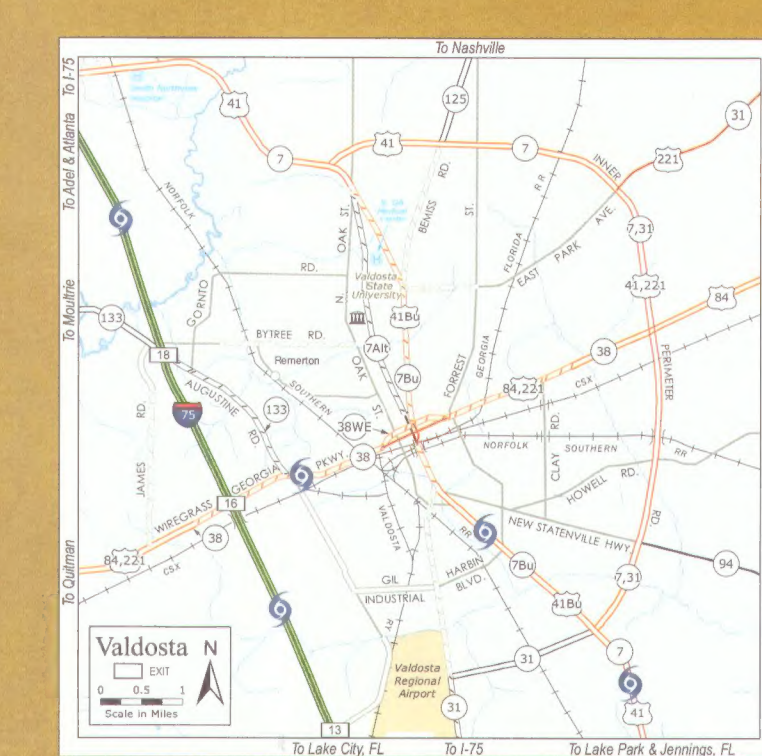 To Nashville
To I-75
To Adel & Atlanta
To Moultrie
To Quitman
41
125
31
7
41
7
INNER
221
NORFOLK
OAK ST.
BEMISS RD.
ST.
FLORIDA
RR
EAST PARK AVE.
7,31
GORNTO RD.
N.
Valdosta
State
University
41,221
84
133
41Bu
BYTREE RD.
38
PERIMETER
18
Remerton
7Alt
OAK ST.
FORREST
GEORGIA
AUGUSTINE RD
SOUTHERN
7Bu
84,221
CSX
75
133
38WE
JAMES RD.
NORFOLK SOUTHERN RR
CLAY RD.
WIREGRASS GEORGIA PKWY.
38
HOWELL RD.
16
VALDOSTA RY
RD
38
RR
NEW STATENVILLE HWY
84,221
CSX
94
7Bu
GIL HARBIN
INDUSTRIAL BLVD.
7,31
41Bu
Valdosta N
EXIT
0 0.5 1
Scale in Miles
31
7
Valdosta
Regional
Airport
31
41
13
To Lake City, FL
To I-75
To Lake Park & Jennings, FL